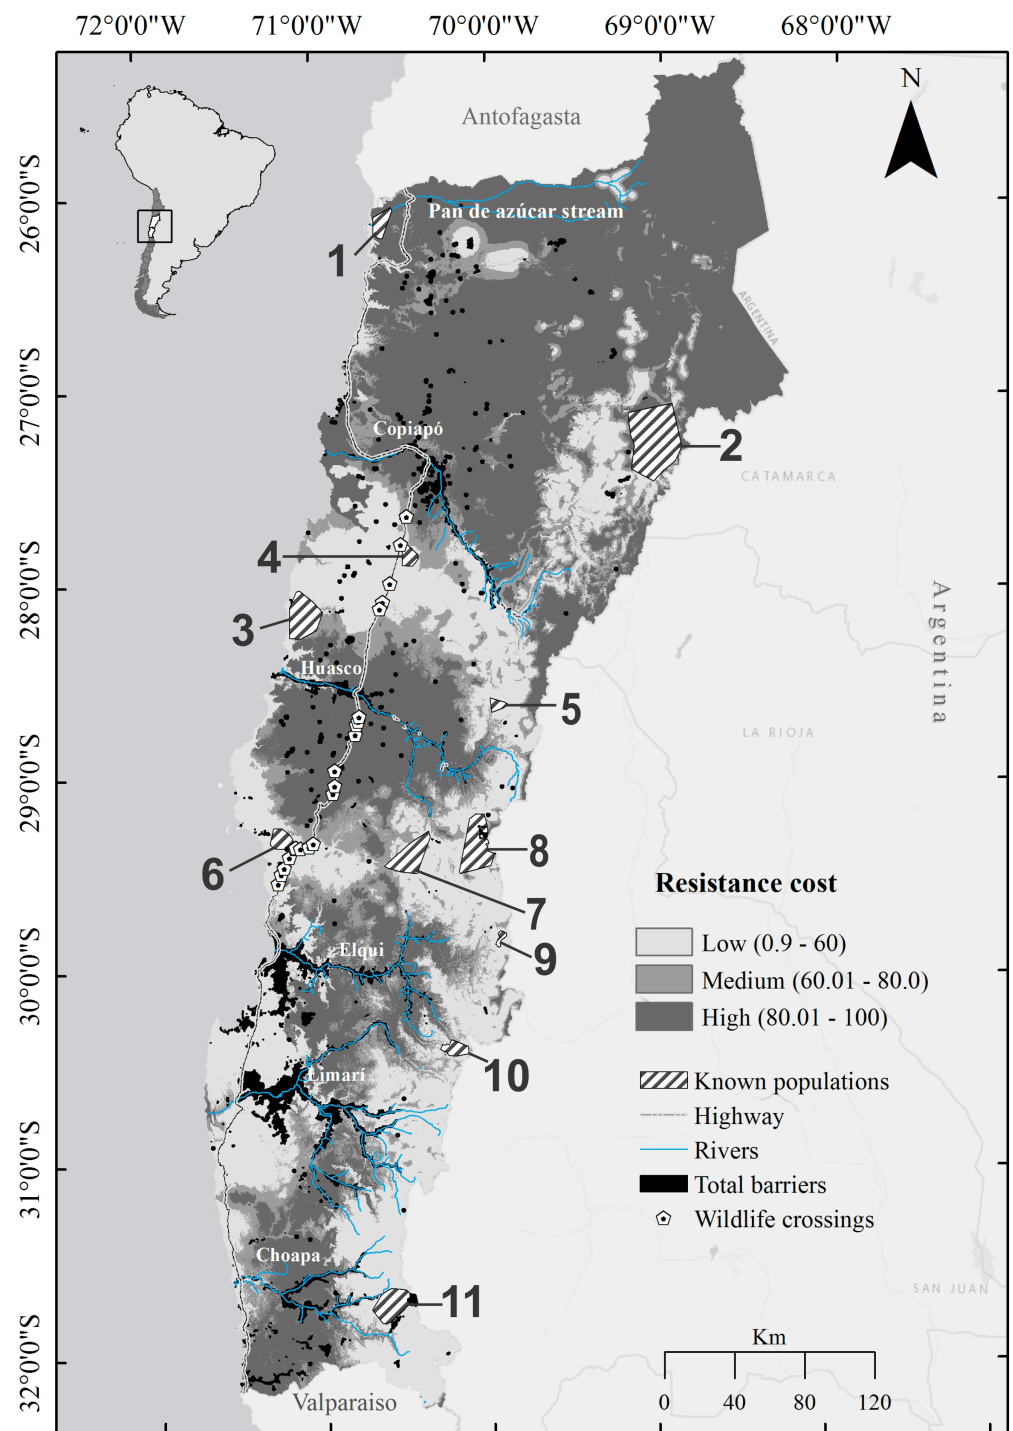 72°0'0"W 71°0'0"W 70°0'0"W 69°0'0"W 68°0'0"W
N
Antofagasta
26°0'0"S
Pan de azúcar stream
1
ARGENTINA
27°0'0"S
Copiapó
2
CATAMARCA
4
28°0'0"S
3
Argentina
Huasco
5
LA RIOJA
29°0'0"S
6
8
7
Resistance cost
Low (0.9 - 60)
Medium (60.01 - 80.0)
High (80.01 - 100)
Elqui
9
30°0'0"S
10
Limarí
Known populations
Highway
Rivers
Total barriers
Wildlife crossings
31°0'0"S
Choapa
SAN JUAN
11
Km
0 40 80 120
32°0'0"S
Valparaiso